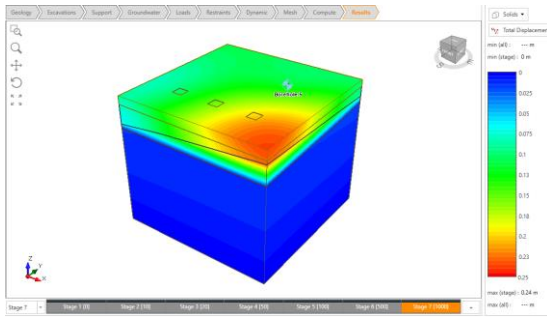 Geology Excavations Support Groundwater Loads Restraints Dynamic Mesh Compute Results
Solids
Total Displacement
min (all) : --- m
min (stage) : 0 m
0
0.025
0.05
0.075
0.1
0.13
0.15
0.18
0.2
0.23
0.25
max (stage) : 0.24 m
max (all) : --- m
Z
Y
X
Stage 7
Stage 1 [0] Stage 2 [10] Stage 3 [20] Stage 4 [50] Stage 5 [100] Stage 6 [500] Stage 7 [1000]